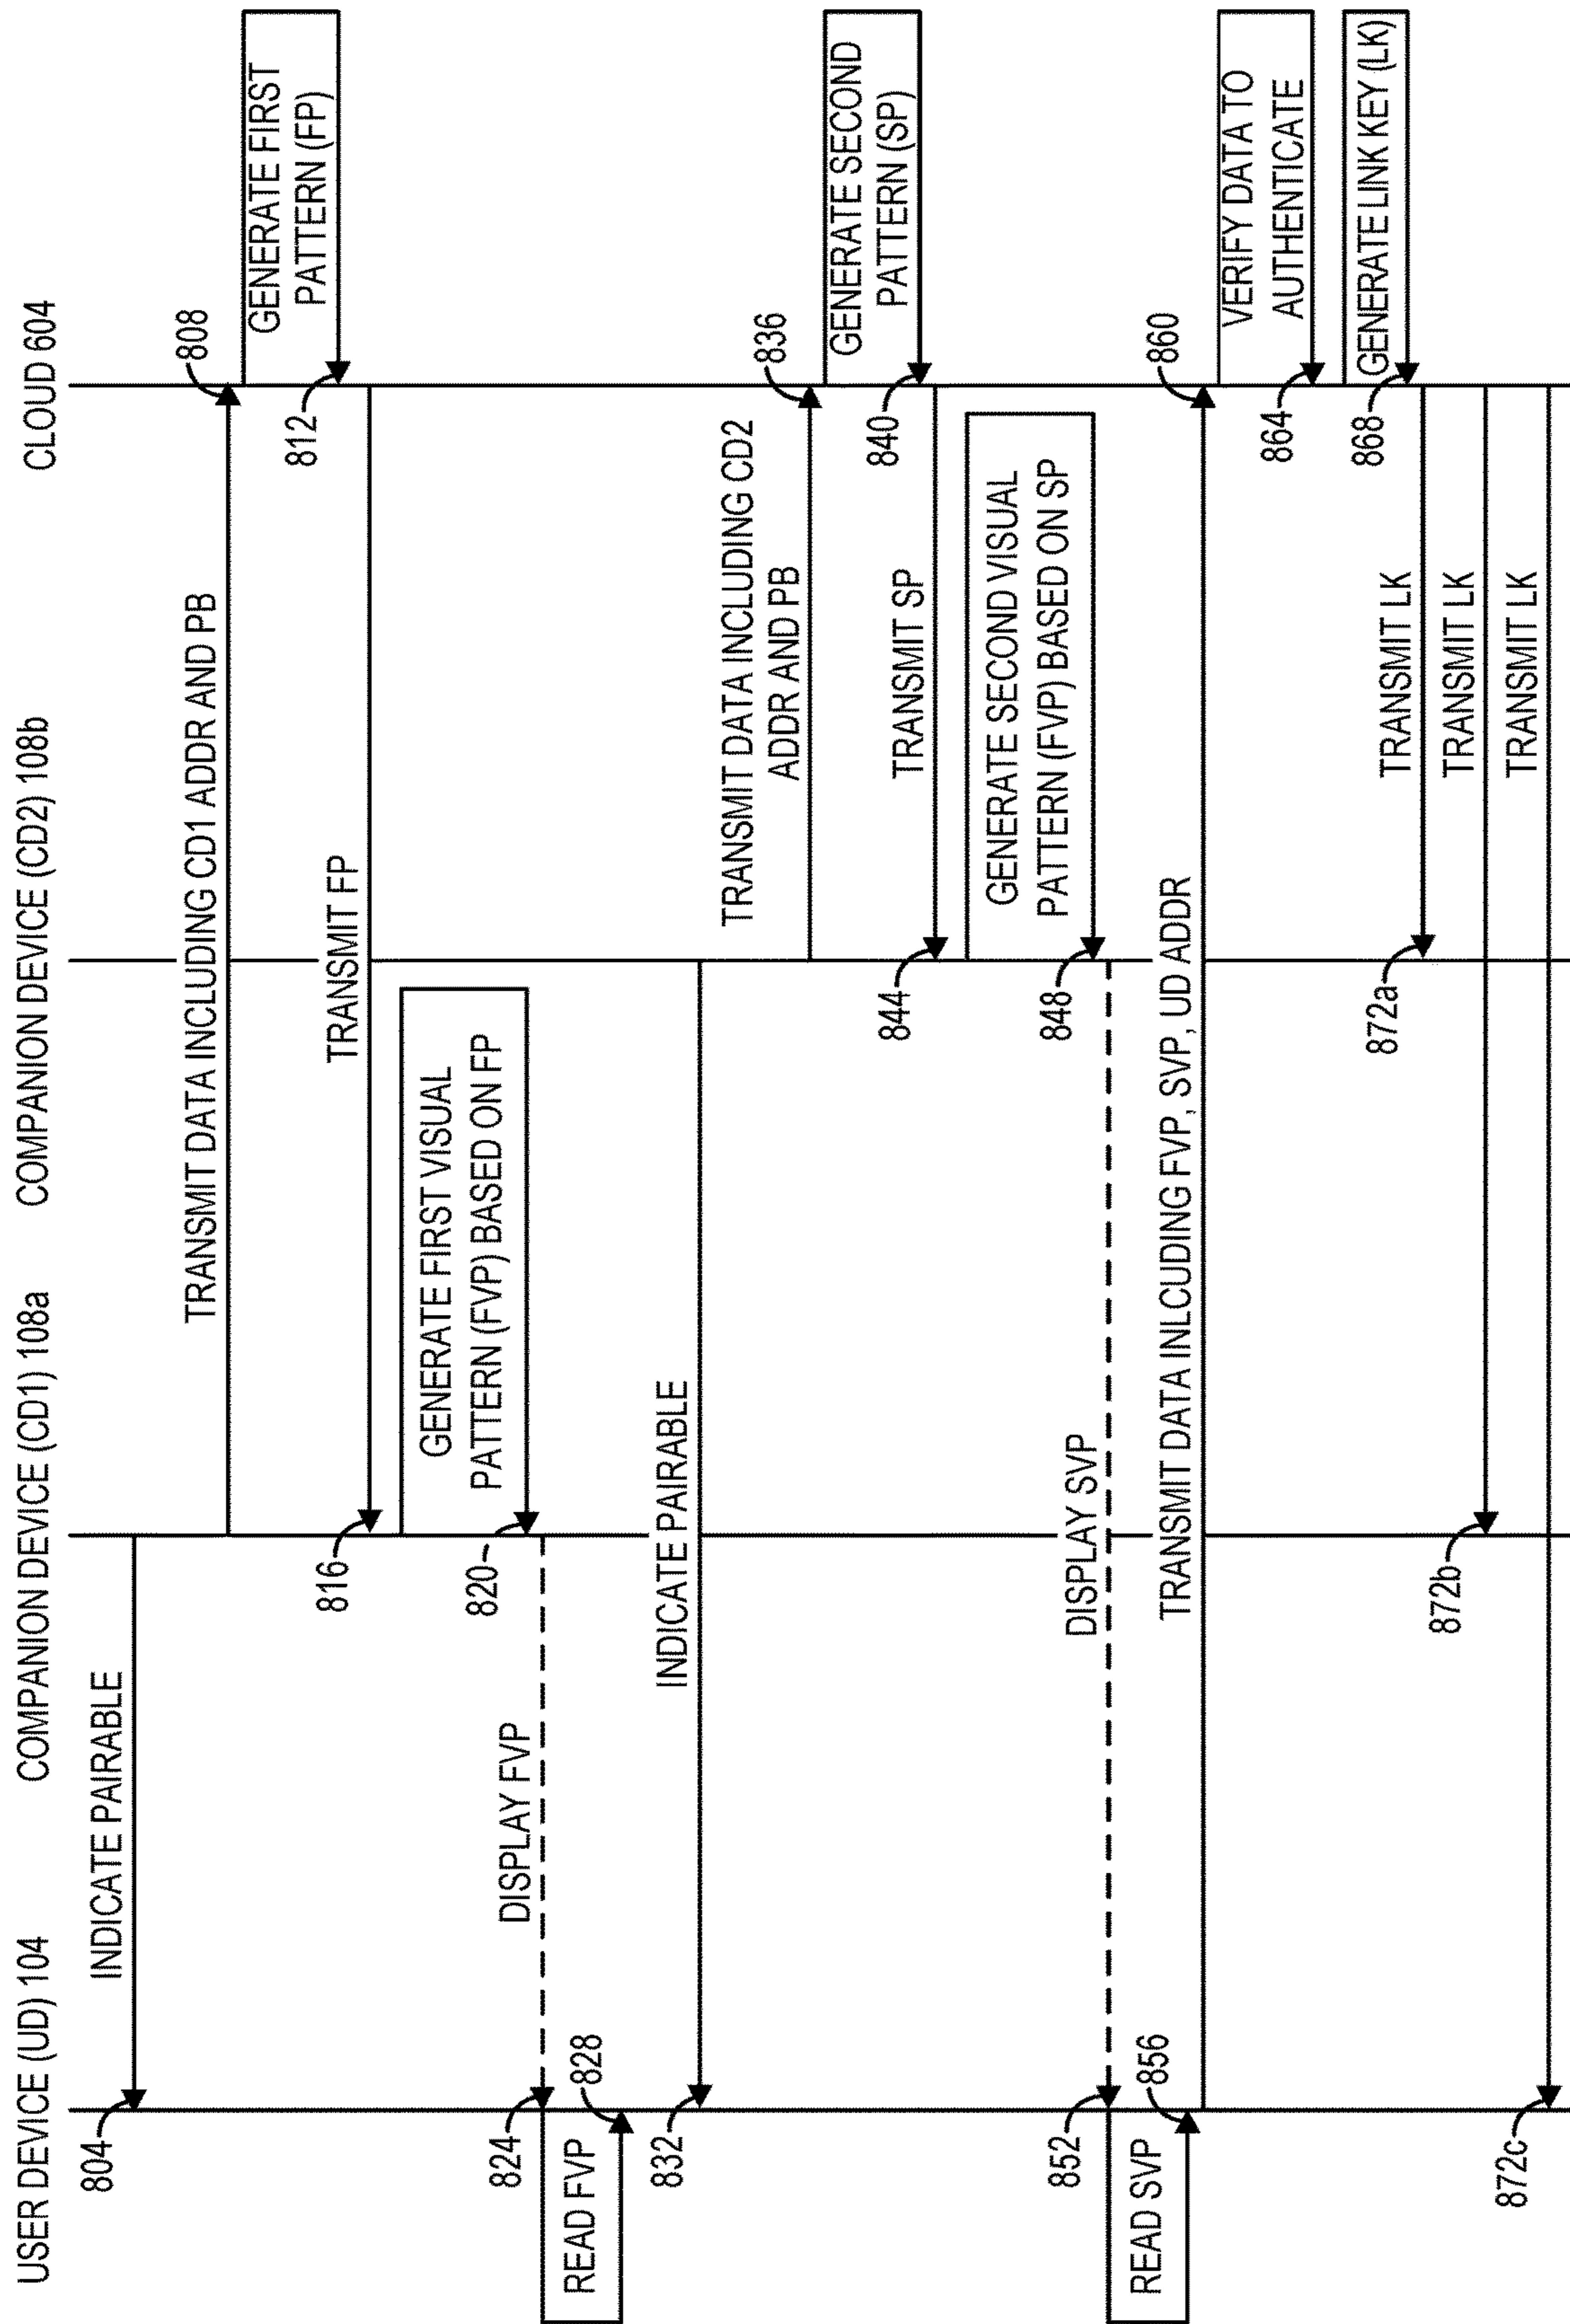 USER DEVICE (UD) 104
COMPANION DEVICE (CD1) 108a
COMPANION DEVICE (CD2) 108b
CLOUD 604
804
INDICATE PAIRABLE
TRANSMIT DATA INCLUDING CD1 ADDR AND PB
808
GENERATE FIRST
PATTERN (FP)
812
TRANSMIT FP
816
GENERATE FIRST VISUAL
PATTERN (FVP) BASED ON FP
820
DISPLAY FVP
824
READ FVP
828
INDICATE PAIRABLE
832
TRANSMIT DATA INCLUDING CD2
ADDR AND PB
836
GENERATE SECOND
PATTERN (SP)
840
TRANSMIT SP
844
GENERATE SECOND VISUAL
PATTERN (FVP) BASED ON SP
848
DISPLAY SVP
852
READ SVP
856
TRANSMIT DATA INLCUDING FVP, SVP, UD ADDR
860
VERIFY DATA TO
AUTHENTICATE
864
GENERATE LINK KEY (LK)
868
TRANSMIT LK
872a
TRANSMIT LK
872b
TRANSMIT LK
872c